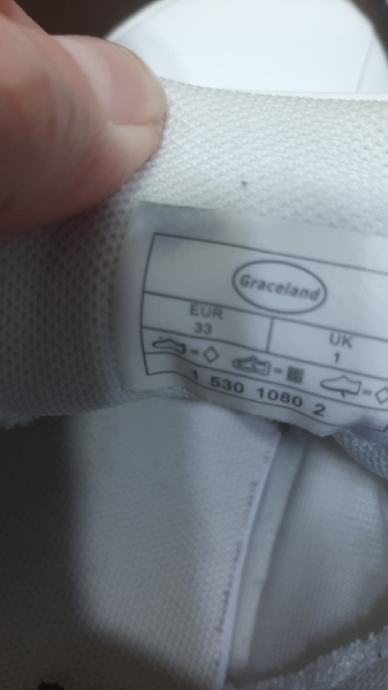 Graceland
EUR UK
33 1
= =  =
1 530 1080 2